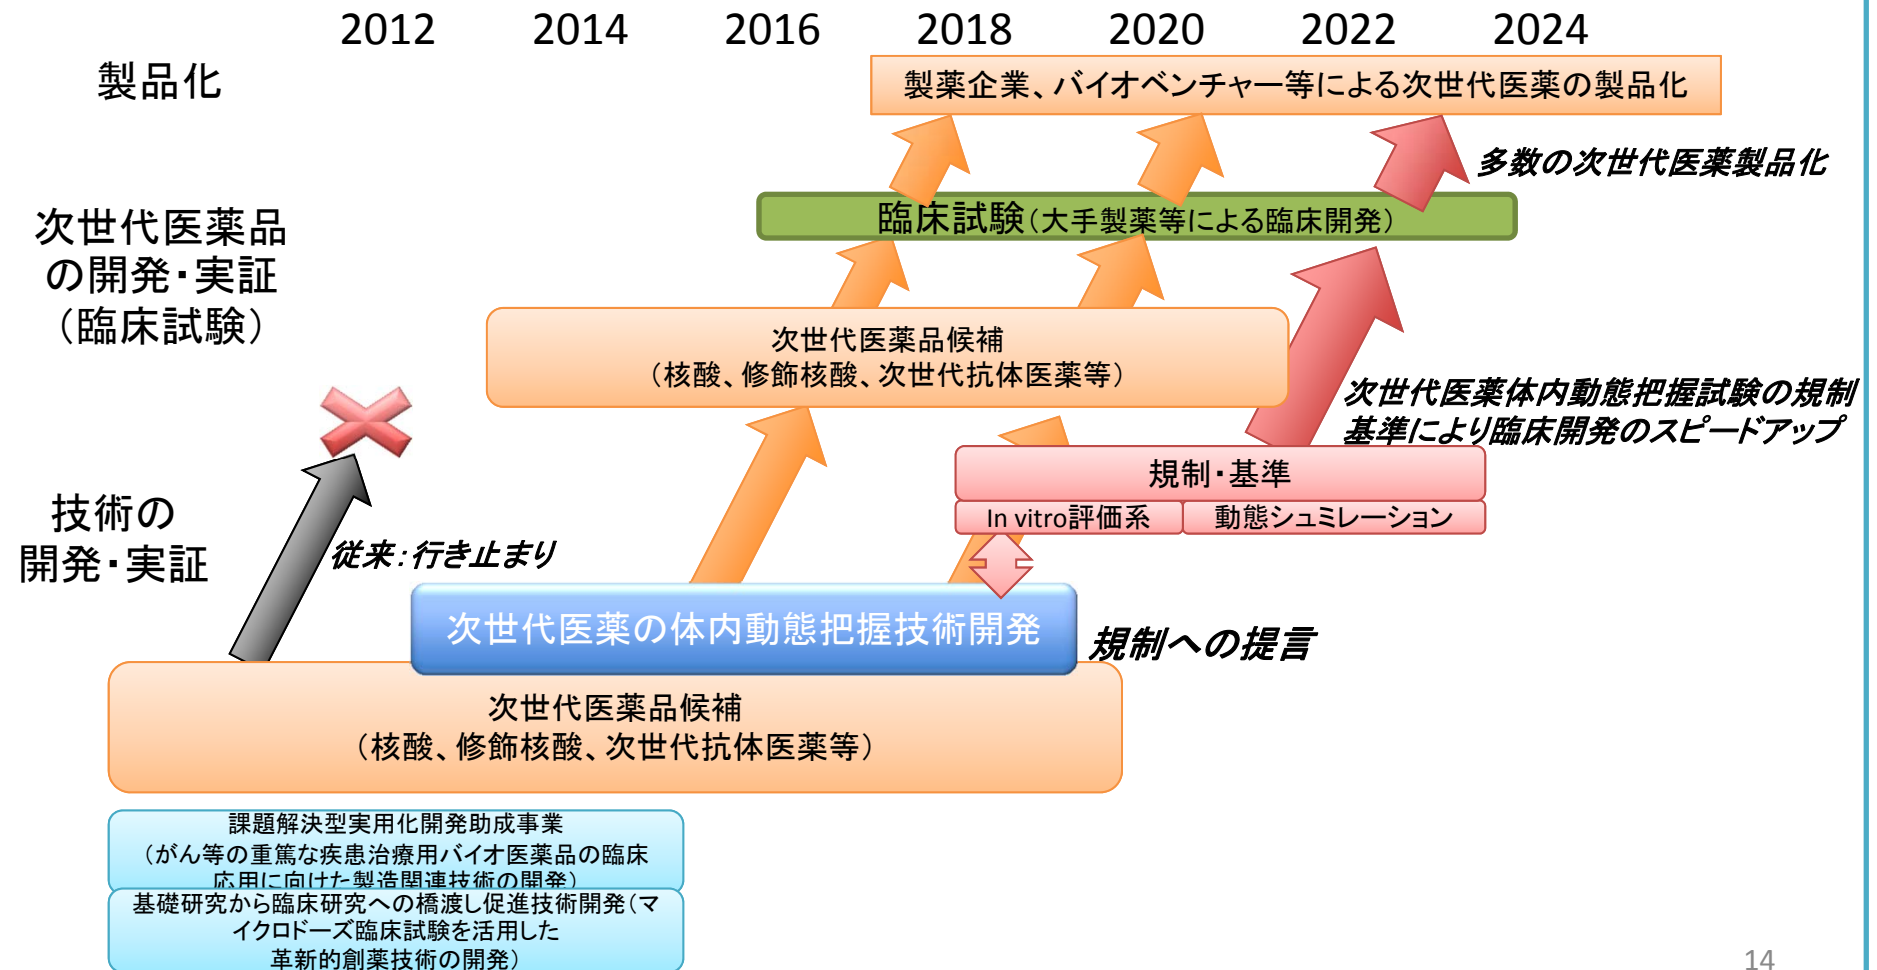 2012 2014 2016 2018 2020 2022 2024
製品化
製薬企業、バイオベンチャー等による次世代医薬の製品化
多数の次世代医薬製品化
次世代医薬品
の開発・実証
（臨床試験）
臨床試験（大手製薬等による臨床開発）
次世代医薬品候補
（核酸、修飾核酸、次世代抗体医薬等）
次世代医薬体内動態把握試験の規制
基準により臨床開発のスピードアップ
規制・基準
In vitro評価系
動態シュミレーション
技術の
開発・実証
従来：行き止まり
次世代医薬の体内動態把握技術開発
規制への提言
次世代医薬品候補
（核酸、修飾核酸、次世代抗体医薬等）
課題解決型実用化開発助成事業
（がん等の重篤な疾患治療用バイオ医薬品の臨床
応用に向けた製造関連技術の開発）
基礎研究から臨床研究への橋渡し促進技術開発（マ
イクロドーズ臨床試験を活用した
革新的創薬技術の開発）
14